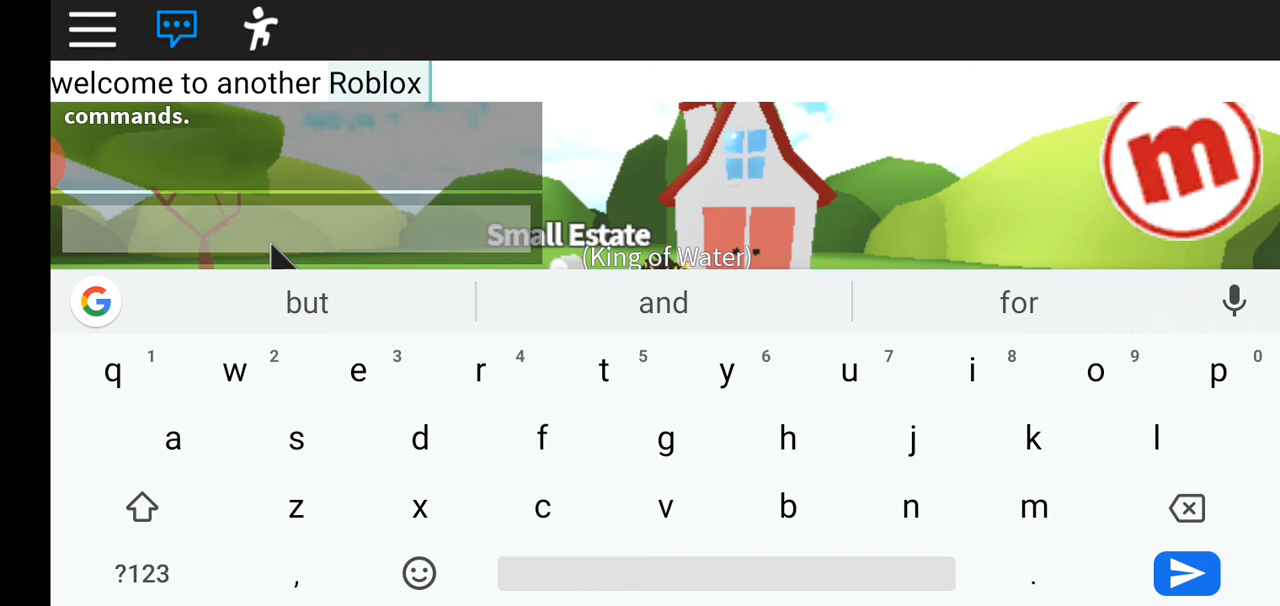 welcome to another Roblox
commands.
m
Small Estate
(King of Water)
but and for
q 1 w 2 e 3 r 4 t 5 y 6 u 7 i 8 o 9 p 0
a s d f g h j k l
z x c v b n m
?123 , .